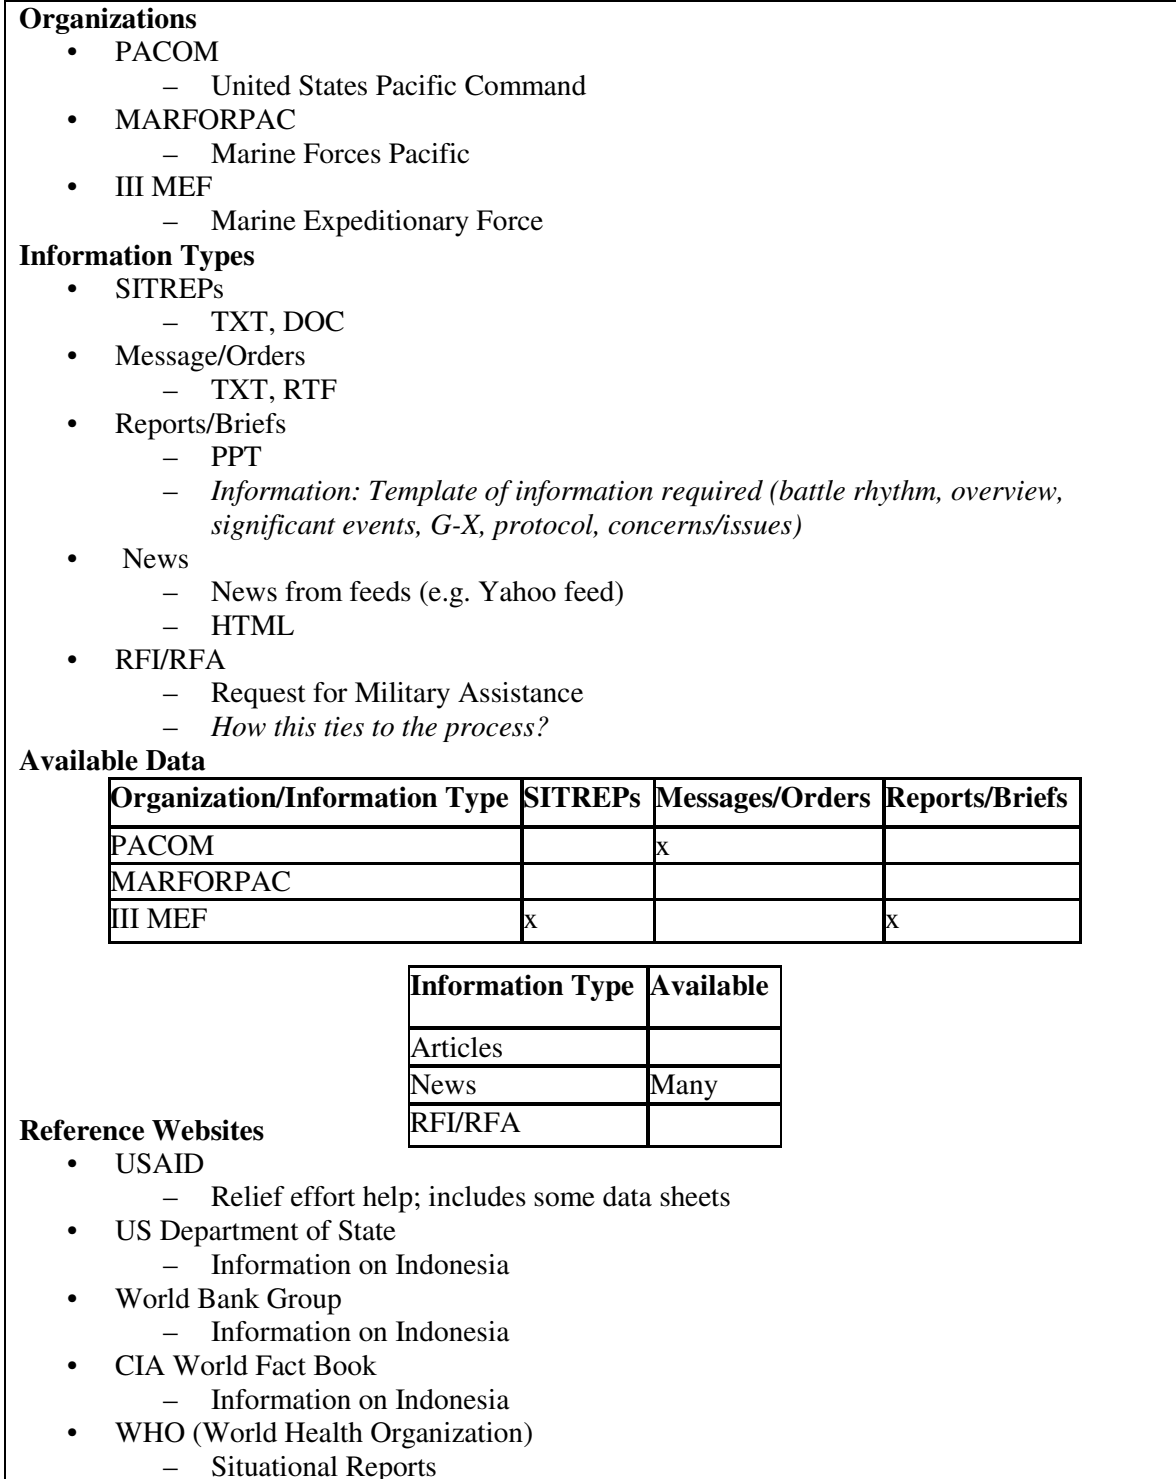 Organizations
• PACOM
– United States Pacific Command
• MARFORPAC
– Marine Forces Pacific
• III MEF
– Marine Expeditionary Force
Information Types
• SITREPs
– TXT, DOC
• Message/Orders
– TXT, RTF
• Reports/Briefs
– PPT
– Information: Template of information required (battle rhythm, overview,
significant events, G-X, protocol, concerns/issues)
• News
– News from feeds (e.g. Yahoo feed)
– HTML
• RFI/RFA
– Request for Military Assistance
– How this ties to the process?
Available Data
Organization/Information Type SITREPs Messages/Orders Reports/Briefs
PACOM x
MARFORPAC
III MEF x x
Information Type Available
Articles
News Many
RFI/RFA
Reference Websites
• USAID
– Relief effort help; includes some data sheets
• US Department of State
– Information on Indonesia
• World Bank Group
– Information on Indonesia
• CIA World Fact Book
– Information on Indonesia
• WHO (World Health Organization)
– Situational Reports